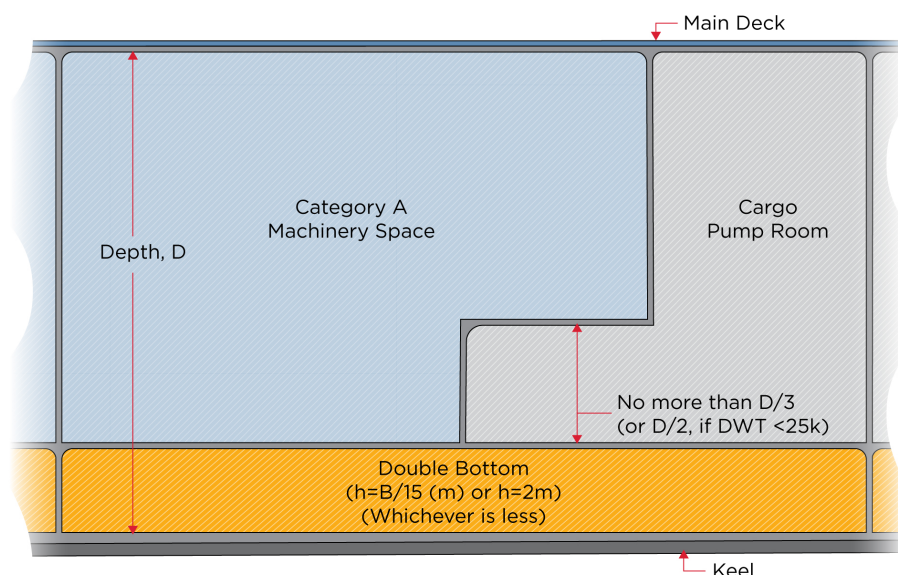 Main Deck
Category A
Machinery Space
Cargo
Pump Room
Depth, D
No more than D/3
(or D/2, if DWT <25k)
Double Bottom
(h=B/15 (m) or h=2m)
(Whichever is less)
Keel